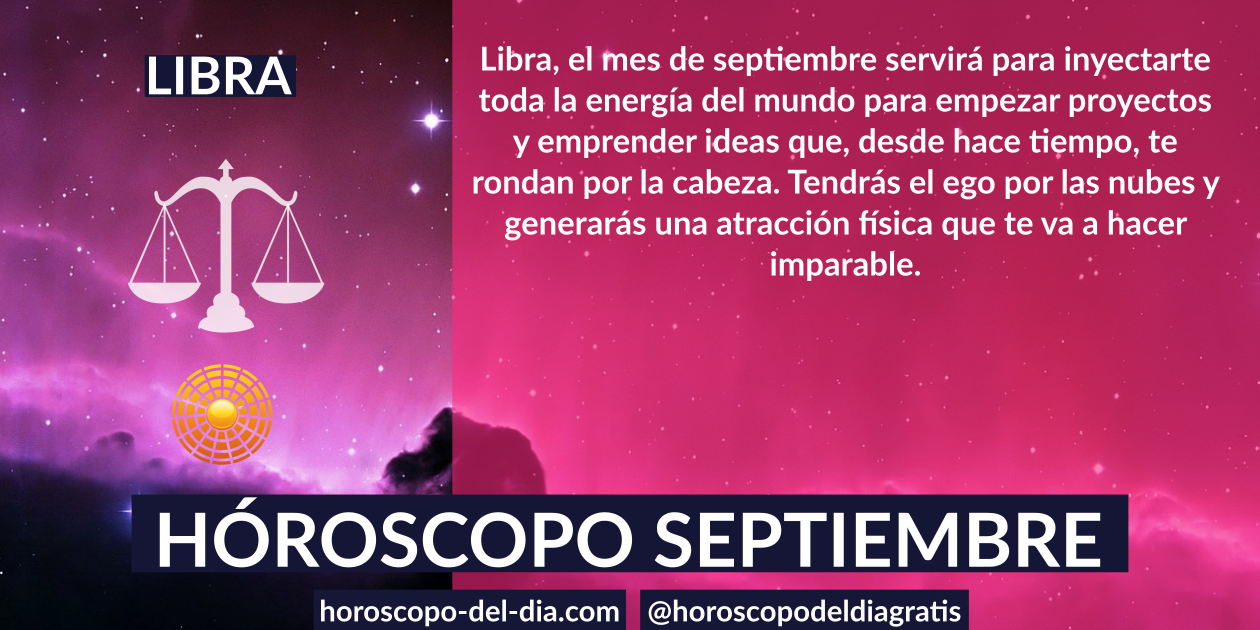 LIBRA
Libra, el mes de septiembre servirá para inyectarte
toda la energía del mundo para empezar proyectos
y emprender ideas que, desde hace tiempo, te
rondan por la cabeza. Tendrás el ego por las nubes y
generarás una atracción física que te va a hacer
imparable.
HÓROSCOPO SEPTIEMBRE
horoscopo-del-dia.com
@horoscopodeldiagratis